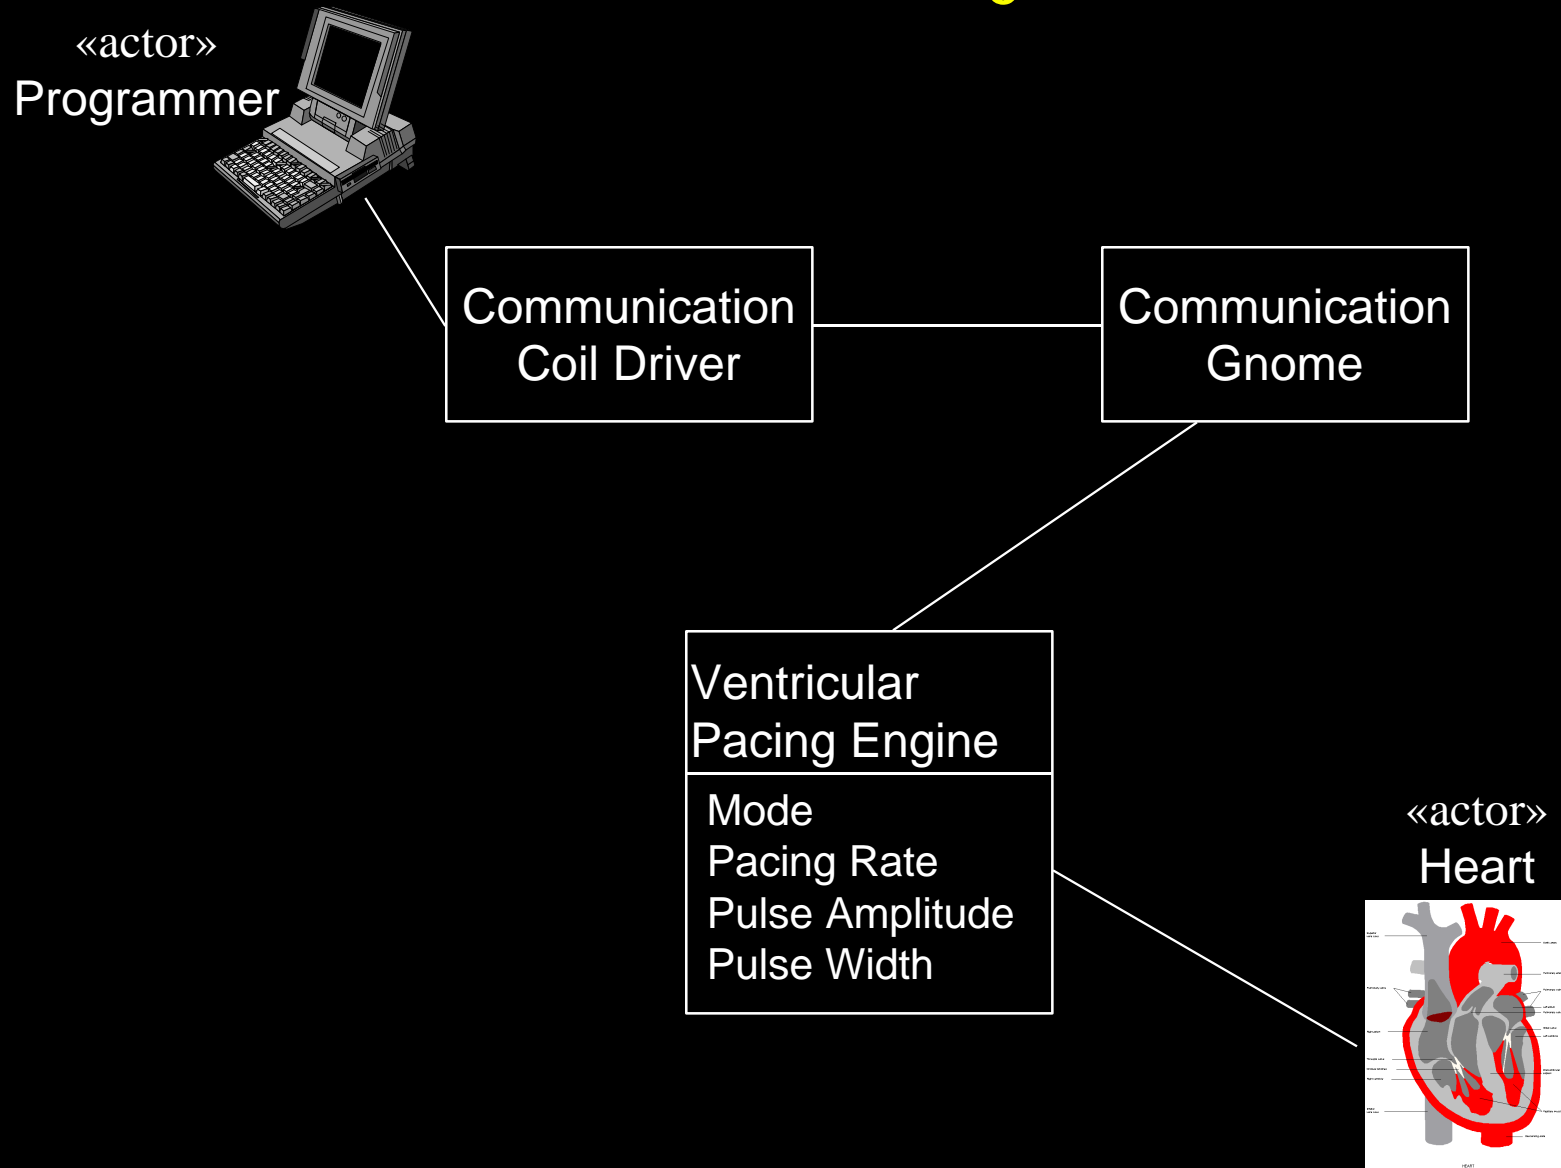 «actor»
Programmer
Communication
Coil Driver
Communication
Gnome
Ventricular
Pacing Engine
Mode
Pacing Rate
Pulse Amplitude
Pulse Width
«actor»
Heart
HEART